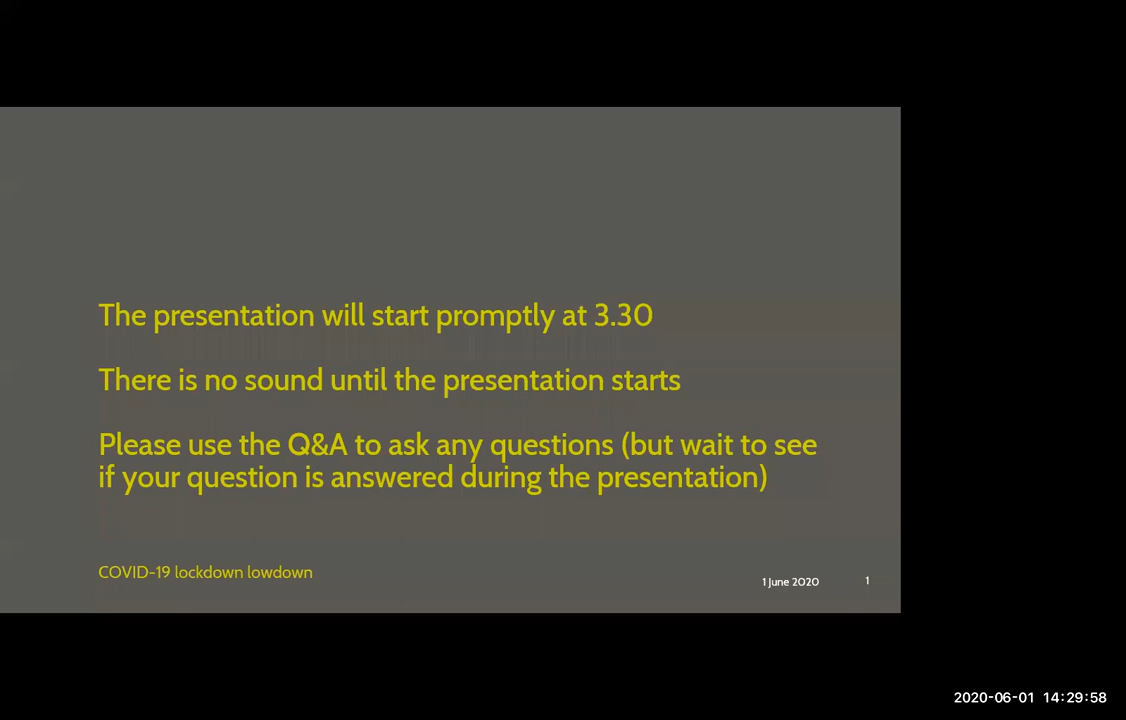 The presentation will start promptly at 3.30
There is no sound until the presentation starts
Please use the Q&A to ask any questions (but wait to see
if your question is answered during the presentation)
COVID-19 lockdown lowdown
1 June 2020
1
2020-06-01 14:29:58